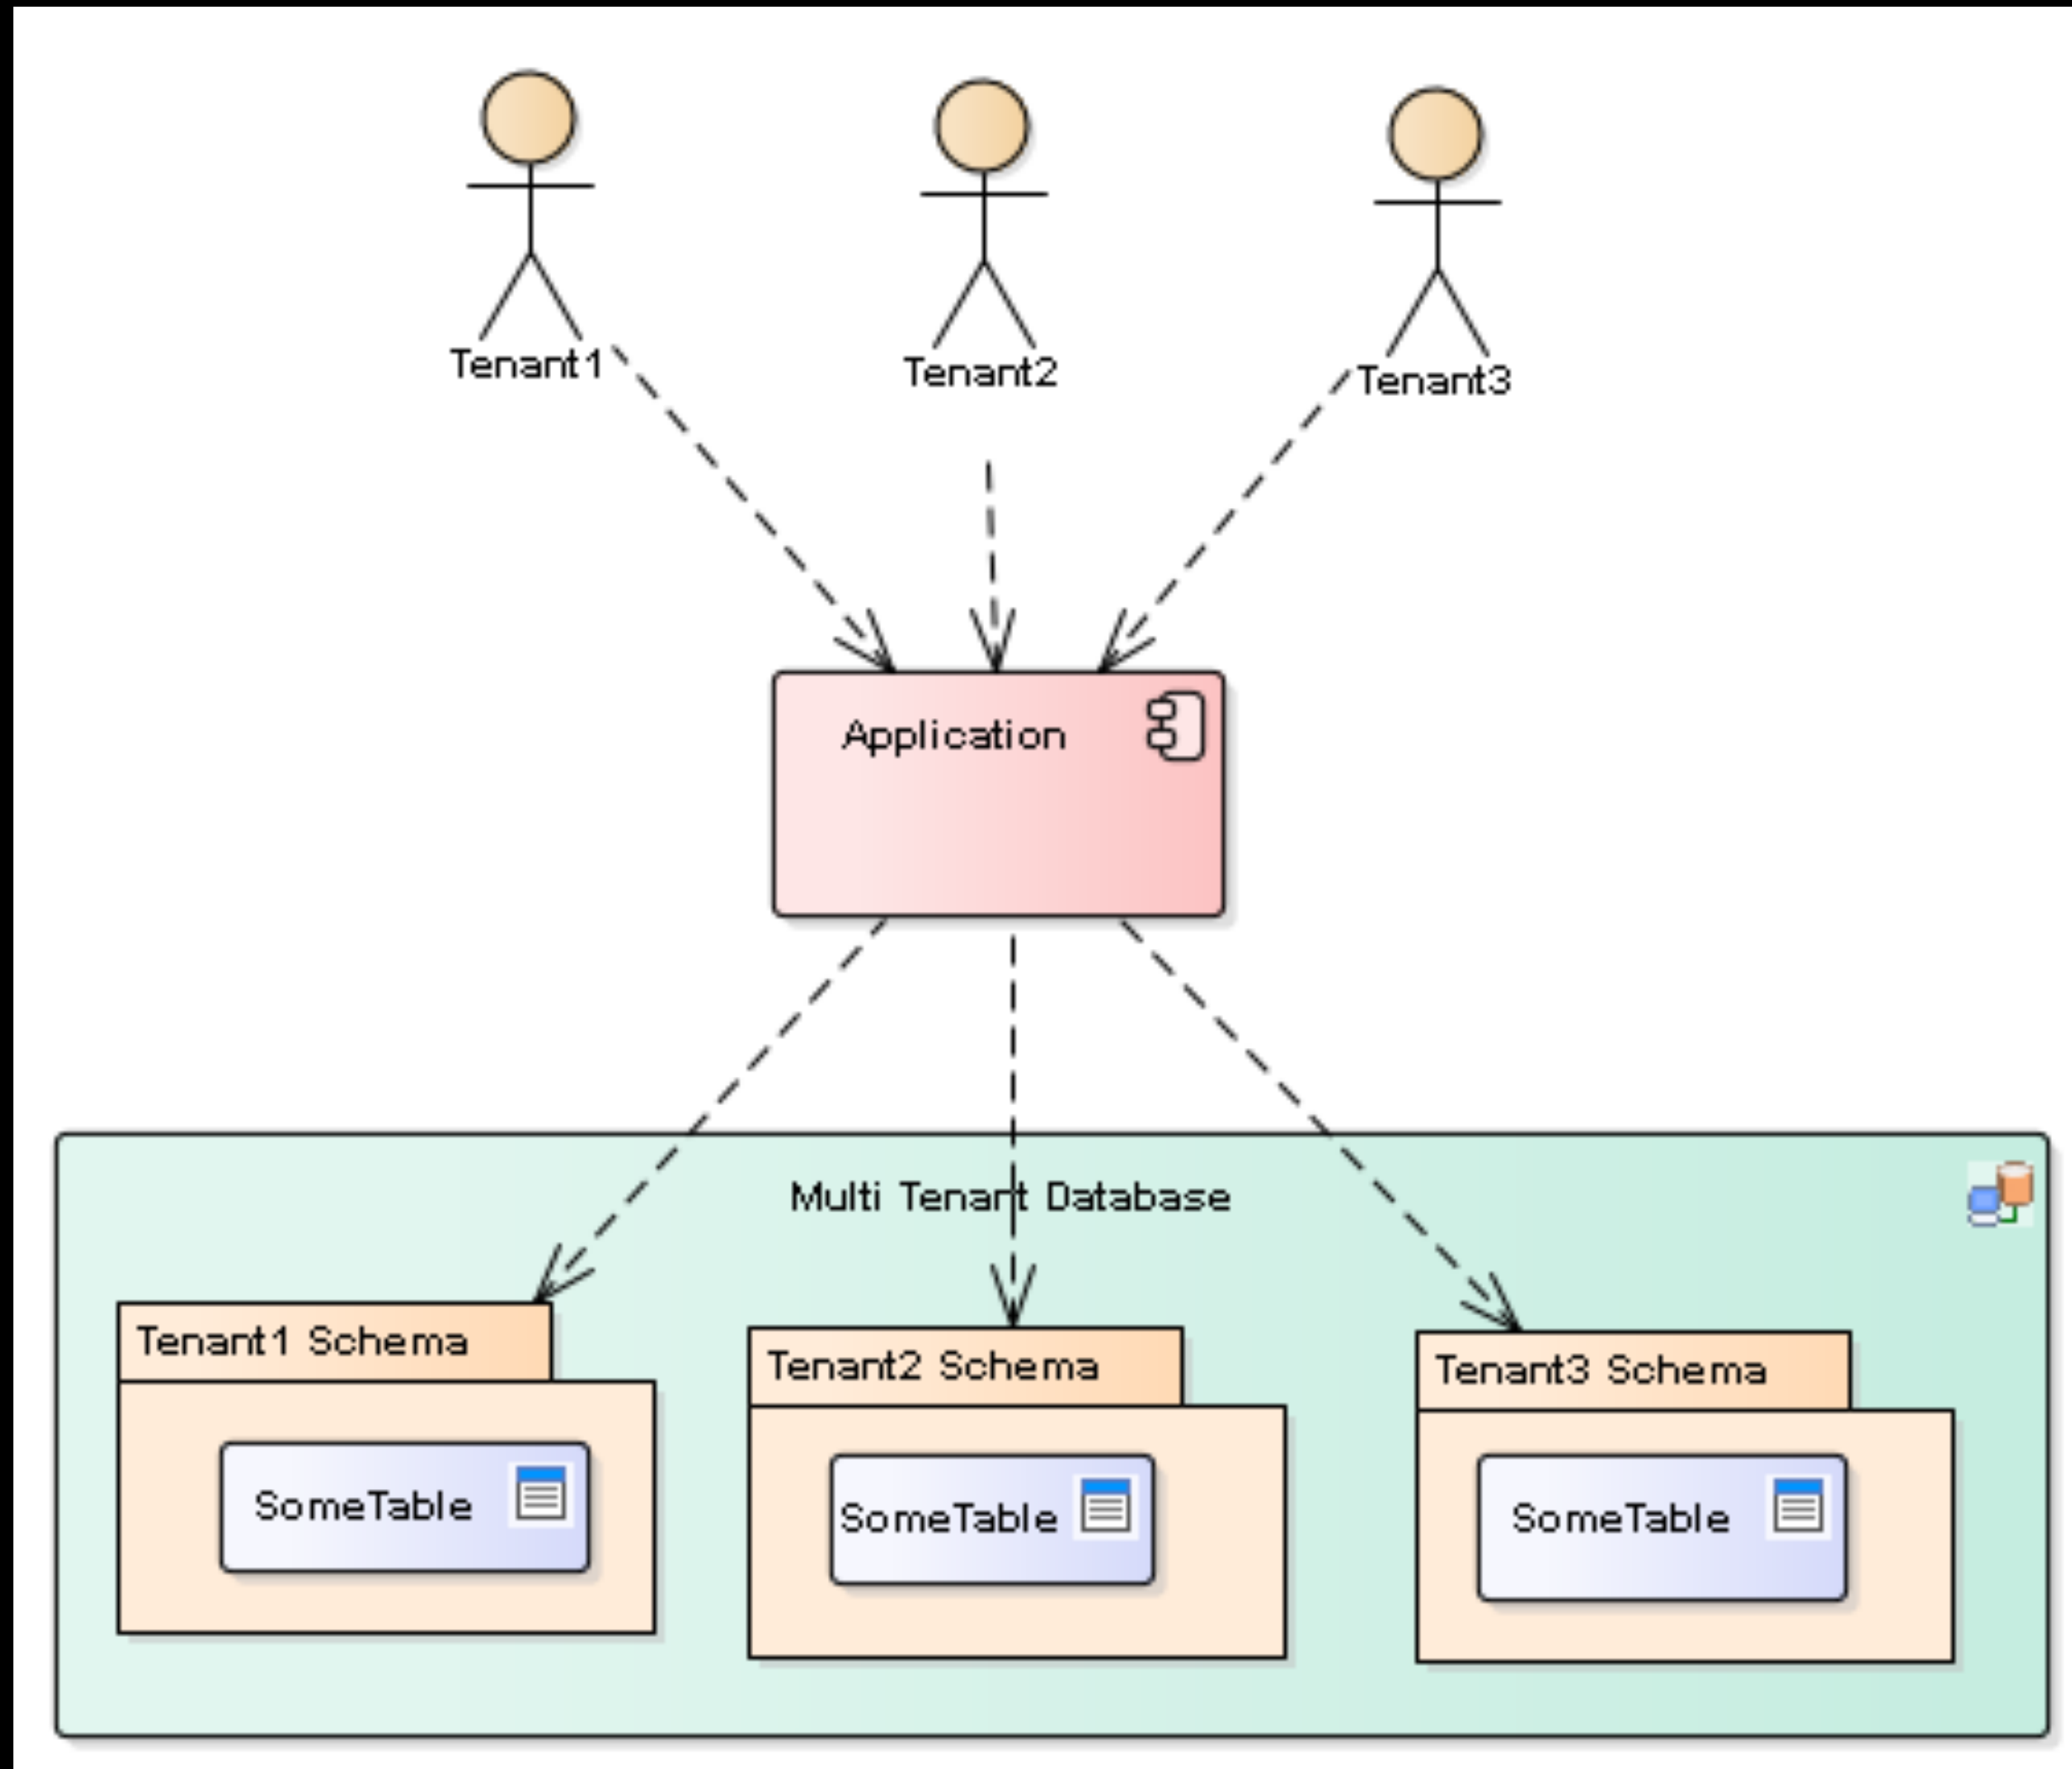 Tenant1
Tenant2
Tenant3
Application
Multi Tenant Database
Tenant1 Schema
Tenant2 Schema
Tenant3 Schema
SomeTable
SomeTable
SomeTable